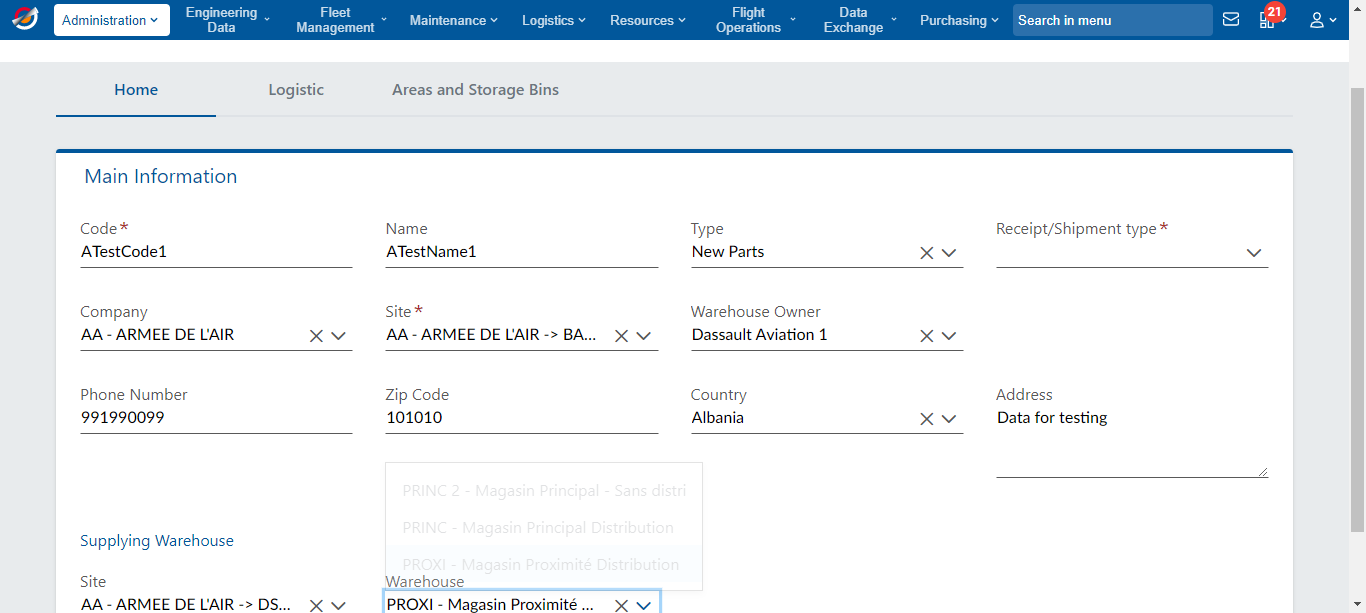 Administration
Engineering Data
Fleet Management
Maintenance
Logistics
Resources
Flight Operations
Data Exchange
Purchasing
Search in menu
21
Home
Logistic
Areas and Storage Bins
Main Information
Code*
Name
Type
Receipt/Shipment type*
ATestCode1
ATestName1
New Parts
Company
Site*
Warehouse Owner
AA - ARMEE DE L'AIR
AA - ARMEE DE L'AIR -> BA...
Dassault Aviation 1
Phone Number
Zip Code
Country
Address
991990099
101010
Albania
Data for testing
PRINC 2 - Magasin Principal - Sans distri
PRINC - Magasin Principal Distribution
PROXI - Magasin Proximité Distribution
Supplying Warehouse
Site
Warehouse
AA - ARMEE DE L'AIR -> DS...
PROXI - Magasin Proximité ...